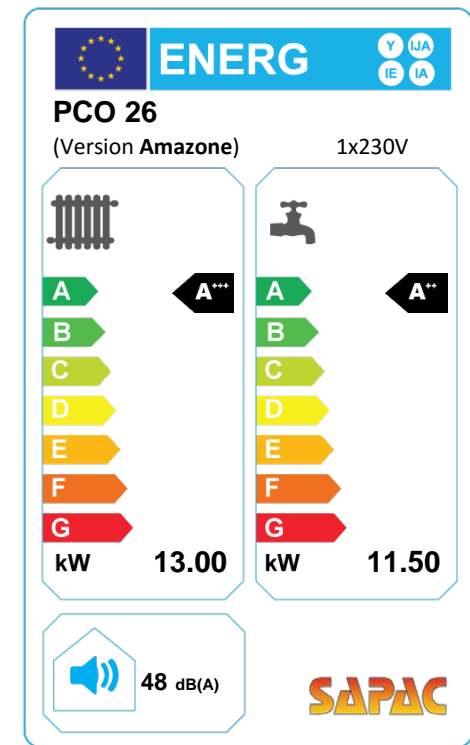 ENERG
Y IJA
IE IA
PCO 26
(Version Amazone) 1x230V
A A+++
B
C
D
E
F
G
kW 13.00
A A++
B
C
D
E
F
G
kW 11.50
48 dB(A)
SAPAC